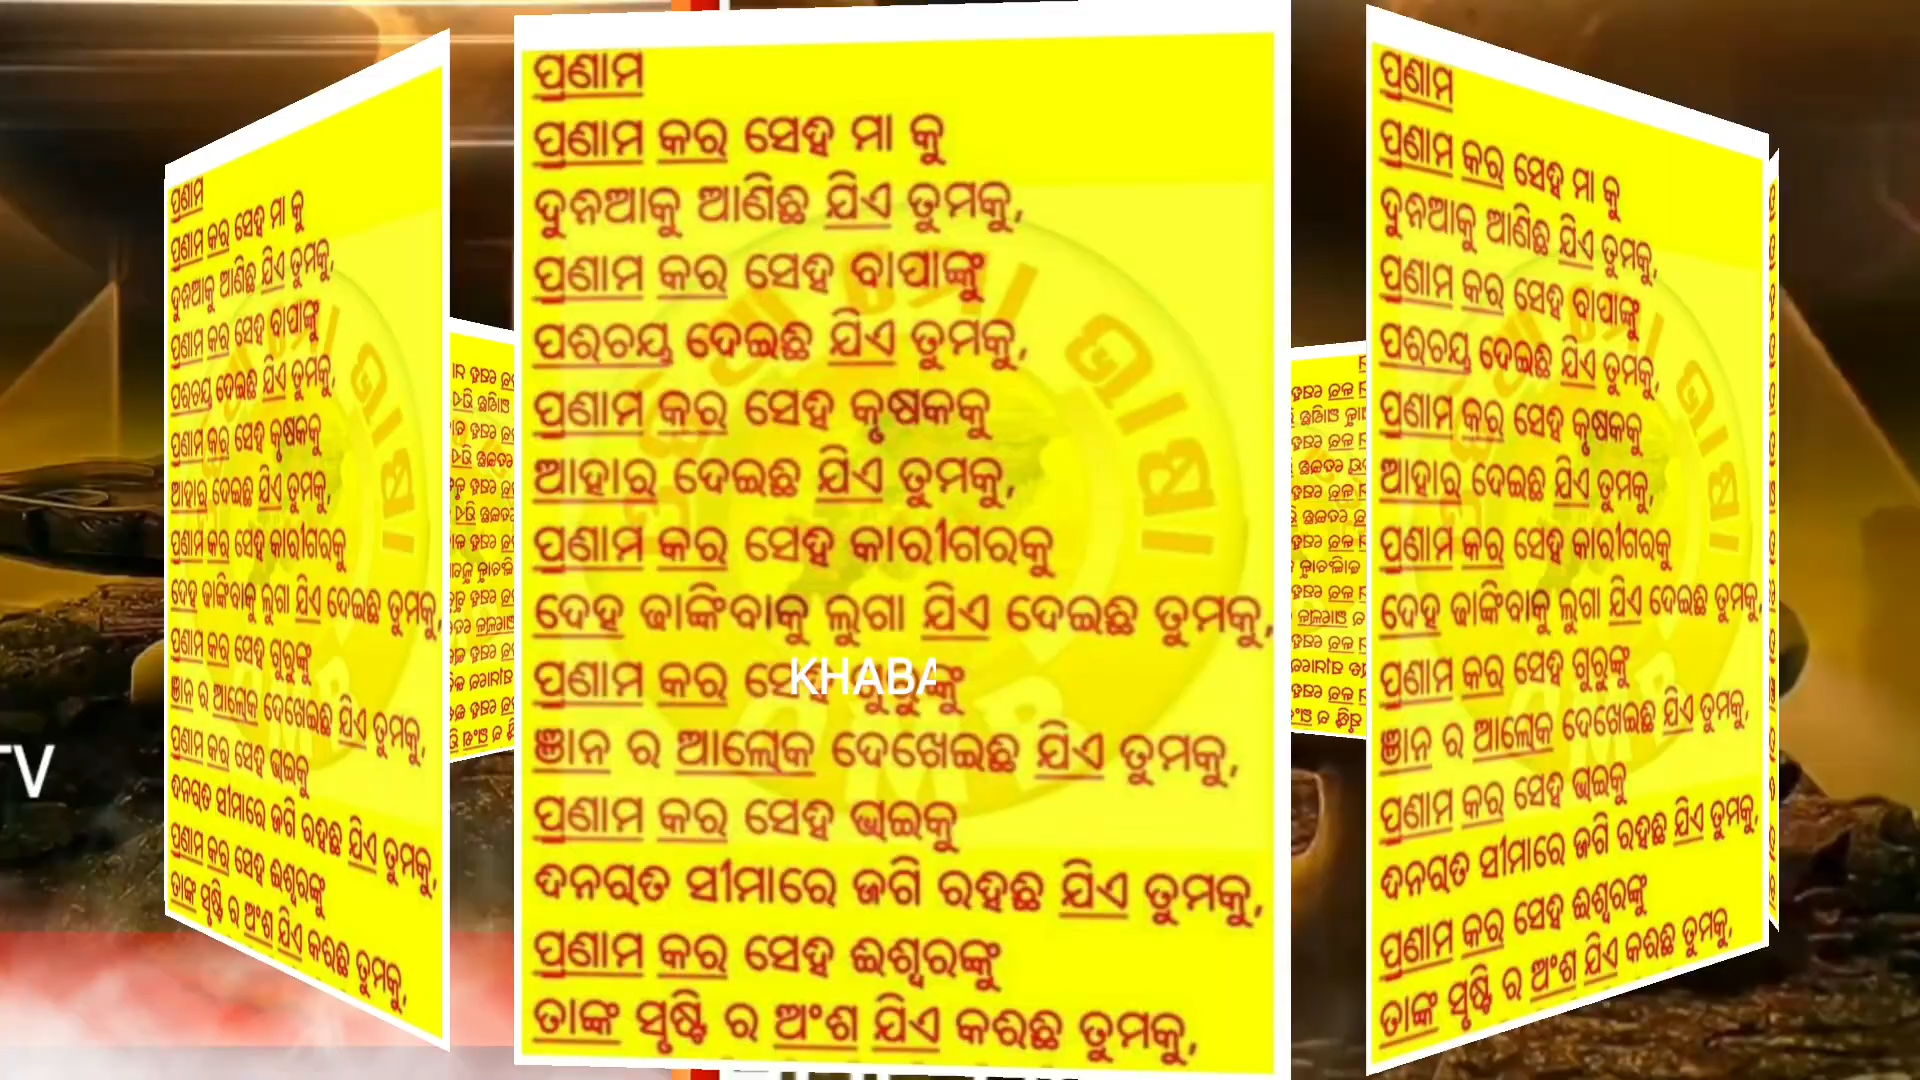 ପ୍ରଣାମ
ପ୍ରଣାମ କର ସେହି ମା କୁ
ଦୁନିଆକୁ ଆଣିଛି ଯିଏ ତୁମକୁ,
ପ୍ରଣାମ କର ସେହି ବାପାଙ୍କୁ
ପରିଚୟ ଦେଇଛି ଯିଏ ତୁମକୁ,
ପ୍ରଣାମ କର ସେହି କୃଷକକୁ
ଆହାର ଦେଇଛି ଯିଏ ତୁମକୁ,
ପ୍ରଣାମ କର ସେହି କାରୀଗରକୁ
ଦେହ ଢାଙ୍କିବାକୁ ଲୁଗା ଯିଏ ଦେଇଛି ତୁମକୁ,
ପ୍ରଣାମ କର ସେହି ଗୁରୁଙ୍କୁ
ଜ୍ଞାନ ର ଆଲୋକ ଦେଖେଇଛି ଯିଏ ତୁମକୁ,
ପ୍ରଣାମ କର ସେହି ଭାଇକୁ
ଦିନରାତି ସୀମାରେ ଜଗି ରହିଛି ଯିଏ ତୁମକୁ,
ପ୍ରଣାମ କର ସେହି ଈଶ୍ୱରଙ୍କୁ
ତାଙ୍କ ସୃଷ୍ଟି ର ଅଂଶ ଯିଏ କରିଛି ତୁମକୁ,
KHABA
TV